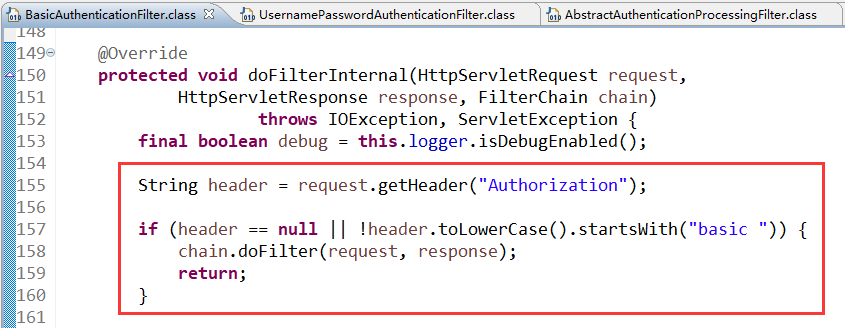 BasicAuthenticationFilter.class UsernamePasswordAuthenticationFilter.class AbstractAuthenticationProcessingFilter.class
148
149 @Override
150 protected void doFilterInternal(HttpServletRequest request,
151 HttpServletResponse response, FilterChain chain)
152 throws IOException, ServletException {
153 final boolean debug = this.logger.isDebugEnabled();
154
155 String header = request.getHeader("Authorization");
156
157 if (header == null || !header.toLowerCase().startsWith("basic ")) {
158 chain.doFilter(request, response);
159 return;
160 }
161